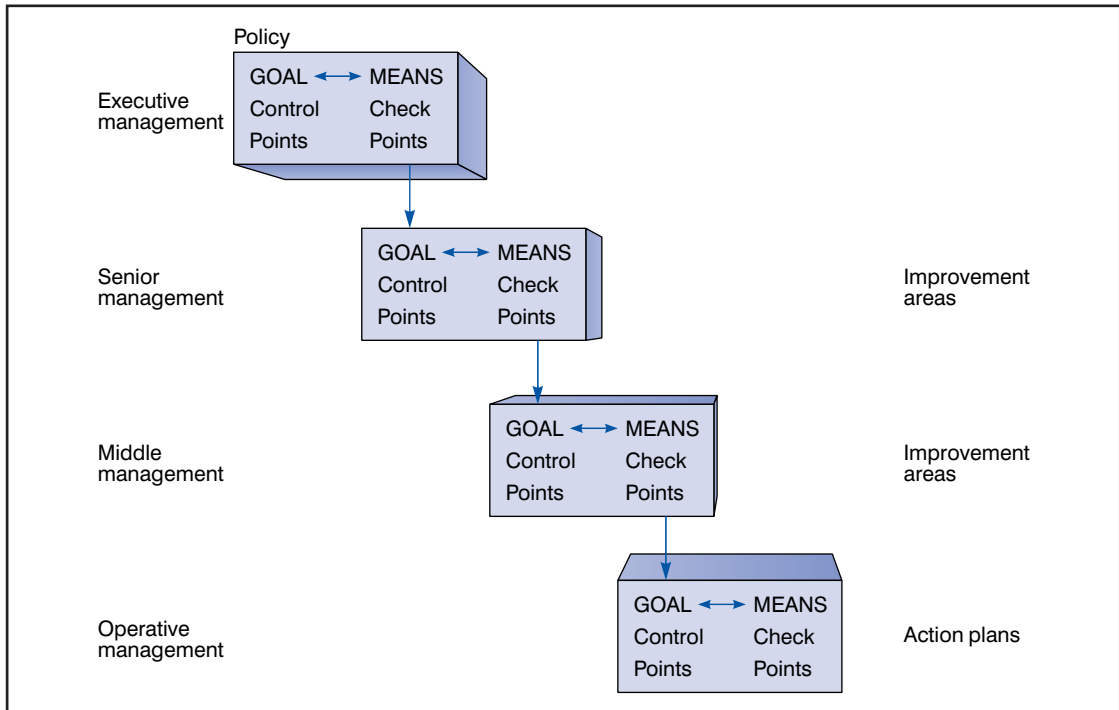 Policy
Executive
management
GOAL MEANS
Control Check
Points Points
Senior
management
GOAL MEANS
Control Check
Points Points
Improvement
areas
Middle
management
GOAL MEANS
Control Check
Points Points
Improvement
areas
Operative
management
GOAL MEANS
Control Check
Points Points
Action plans